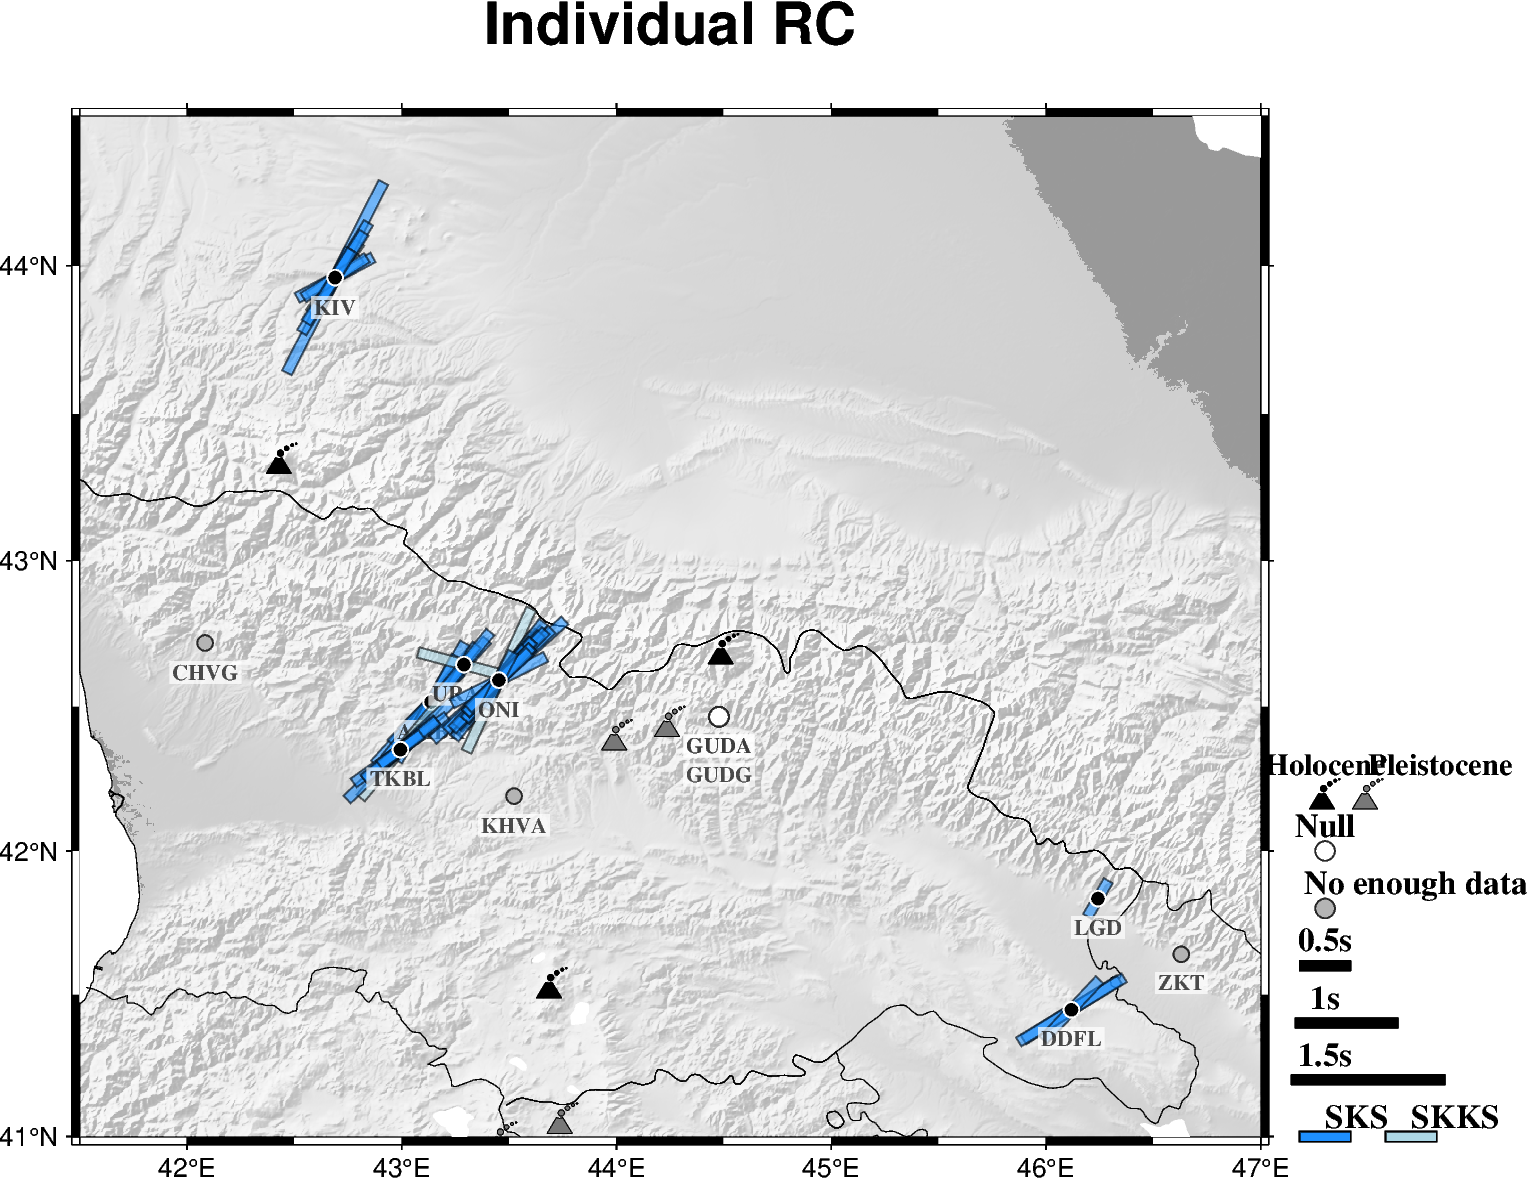 Individual RC
44°N
43°N
42°N
41°N
42°E
43°E
44°E
45°E
46°E
47°E
KIV
CHVG
URA
ONI
TKBL
KHVA
GUDA
GUDG
LGD
ZKT
DDFL
Holocene
Pleistocene
Null
No enough data
0.5s
1s
1.5s
SKS
SKKS